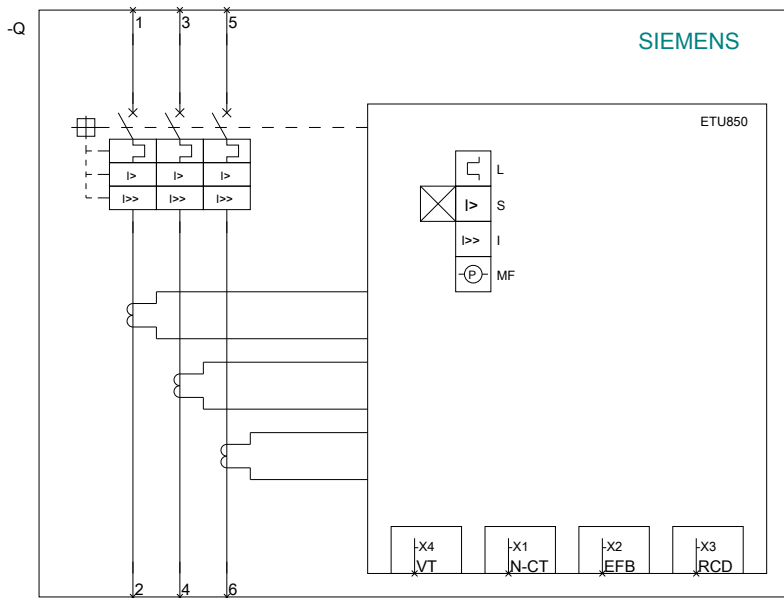 1 3 5
-Q
SIEMENS
ETU850
L
I> I> I>
I>> I>> I>>
I> S
I>> I
P MF
-X4 -X1 -X2 -X3
VT N-CT EFB RCD
2 4 6